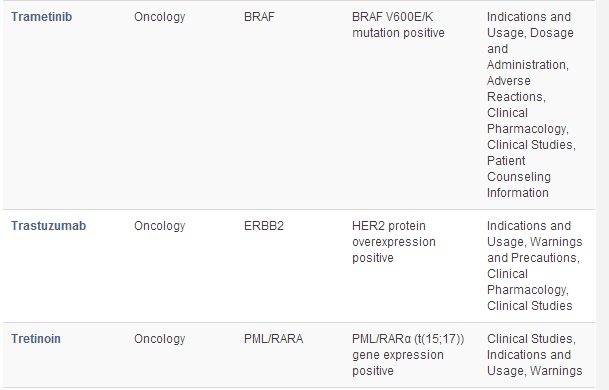 Trametinib Oncology BRAF BRAF V600E/K Indications and
mutation positive Usage, Dosage
and
Administration,
Adverse
Reactions,
Clinical
Pharmacology,
Clinical Studies,
Patient
Counseling
Information
Trastuzumab Oncology ERBB2 HER2 protein Indications and
overexpression Usage, Warnings
positive and Precautions,
Clinical
Pharmacology,
Clinical Studies
Tretinoin Oncology PML/RARA PML/RARα (t(15;17)) Clinical Studies,
gene expression Indications and
positive Usage, Warnings